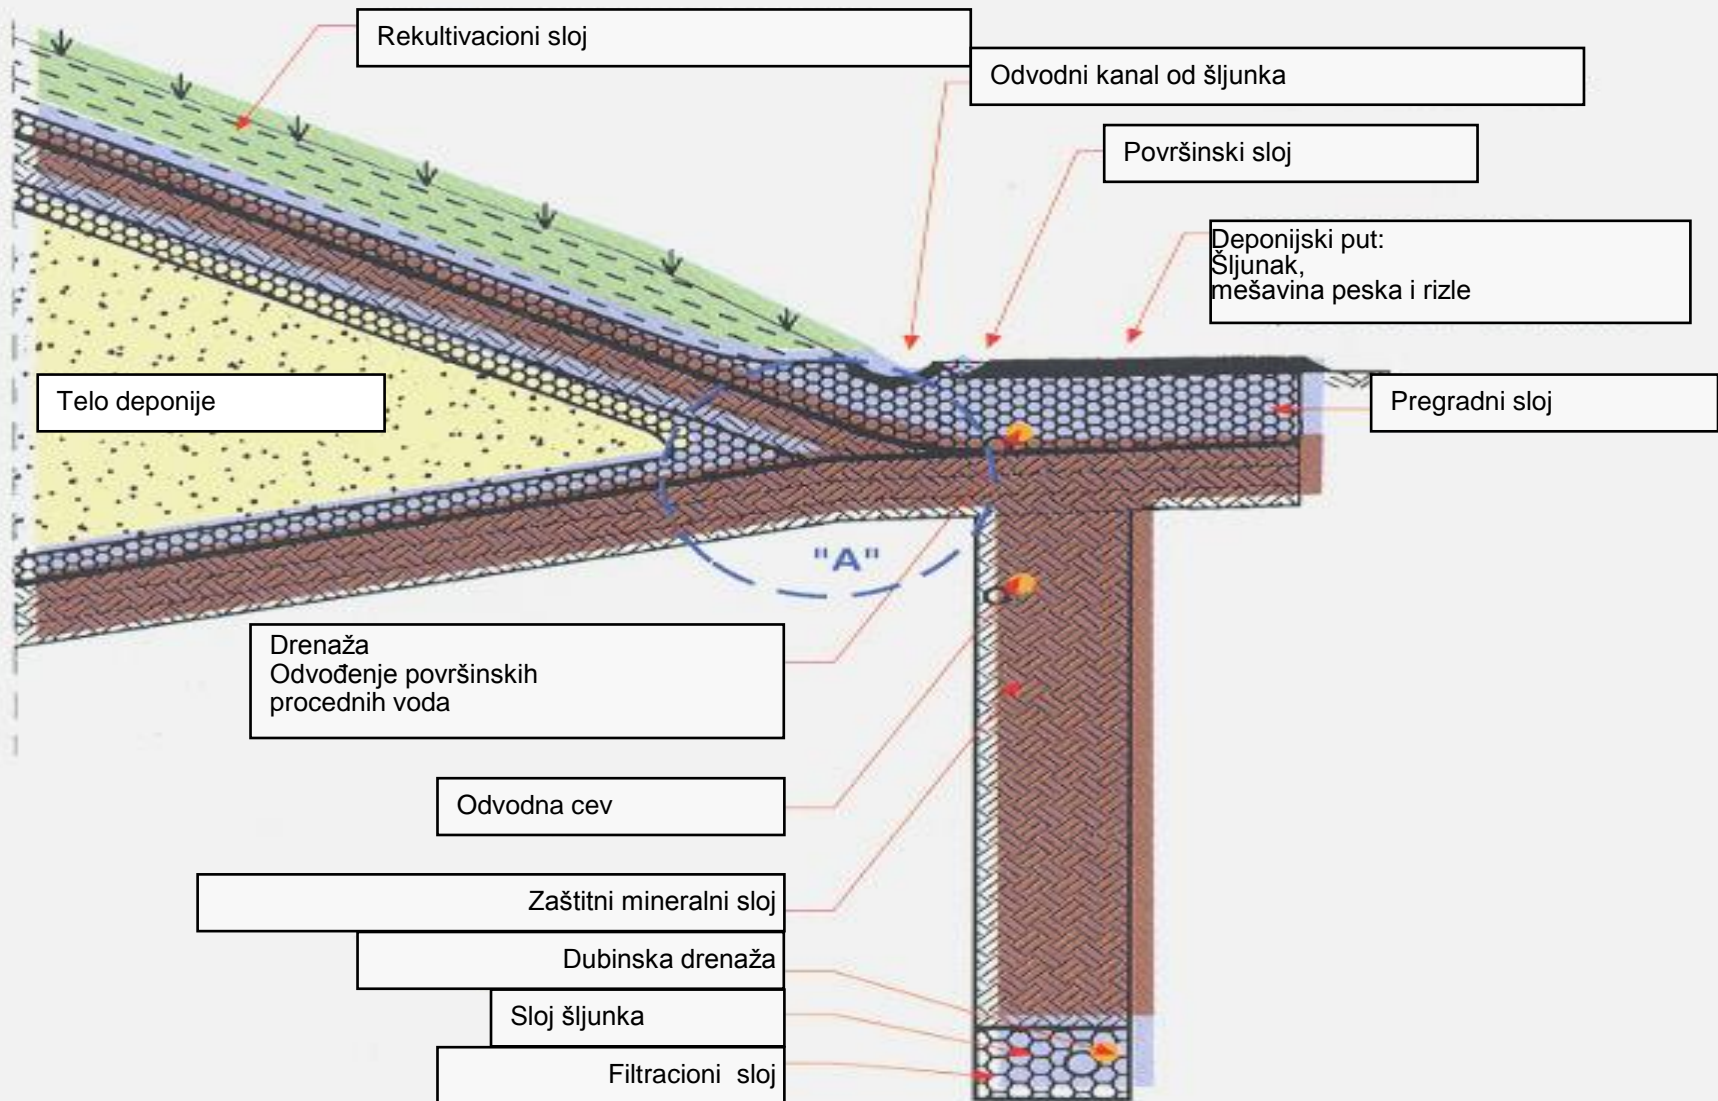 Rekultivacioni sloj
Odvodni kanal od šljunka
Površinski sloj
Deponijski put:
Šljunak,
mešavina peska i rizle
Telo deponije
Pregradni sloj
"A"
Drenaža
Odvođenje površinskih
procednih voda
Odvodna cev
Zaštitni mineralni sloj
Dubinska drenaža
Sloj šljunka
Filtracioni sloj